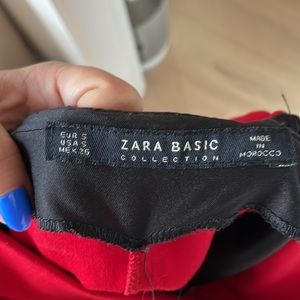 EUR S
USA S
MEX 26
ZARA BASIC
COLLECTION
MADE
IN
MOROCCO